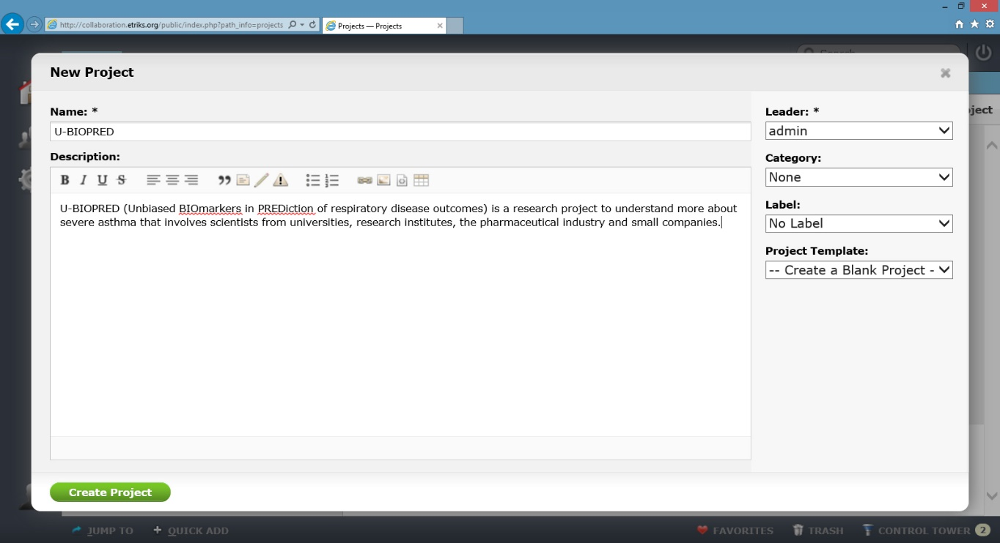 http://collaboration.etriks.org/public/index.php?path_info=projects
Projects — Projects
Search
New Project
Name: *
U-BIOPRED
Description:
B I U S
U-BIOPRED (Unbiased BIOmarkers in PREDiction of respiratory disease outcomes) is a research project to understand more about
severe asthma that involves scientists from universities, research institutes, the pharmaceutical industry and small companies.
Leader: *
admin
Category:
None
Label:
No Label
Project Template:
-- Create a Blank Project -
ject
Create Project
JUMP TO
+ QUICK ADD
FAVORITES
TRASH
CONTROL TOWER 2